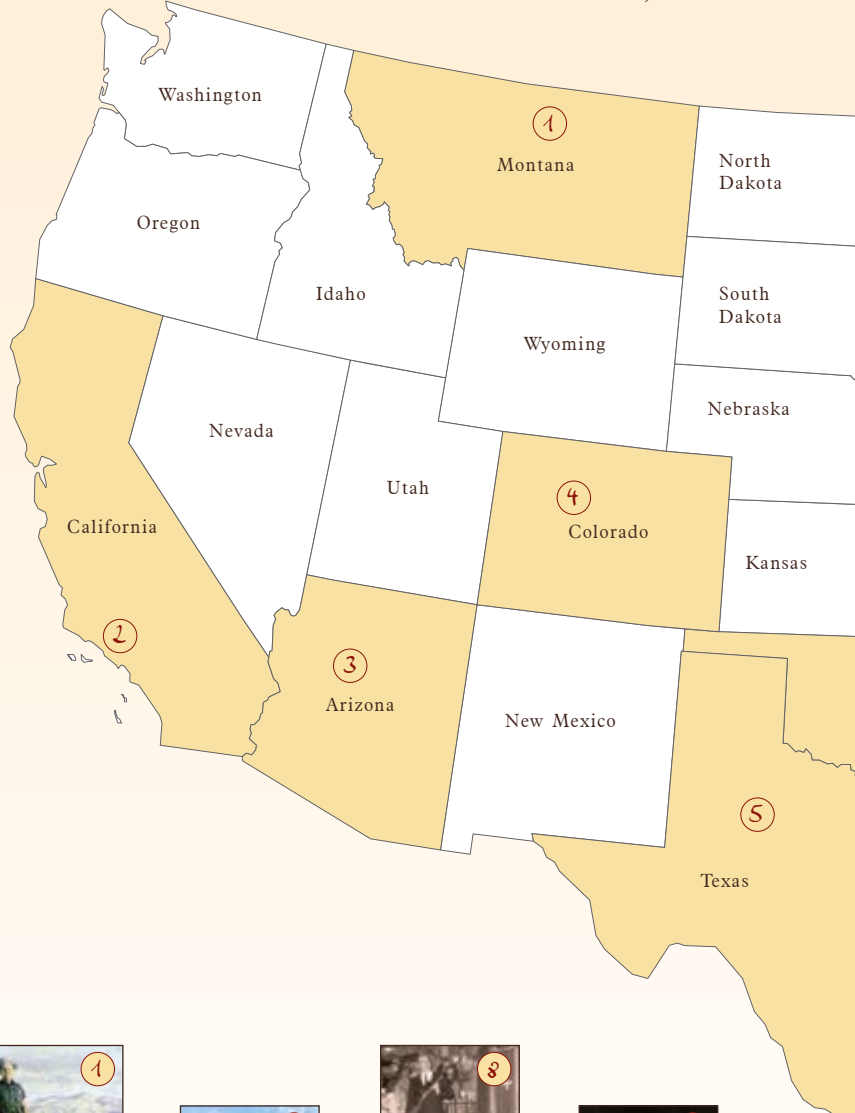 Washington
1
Montana
North
Dakota
Oregon
Idaho
South
Dakota
Wyoming
Nebraska
Nevada
Utah
4
Colorado
California
Kansas
2
3
Arizona
New Mexico
5
Texas
1
8